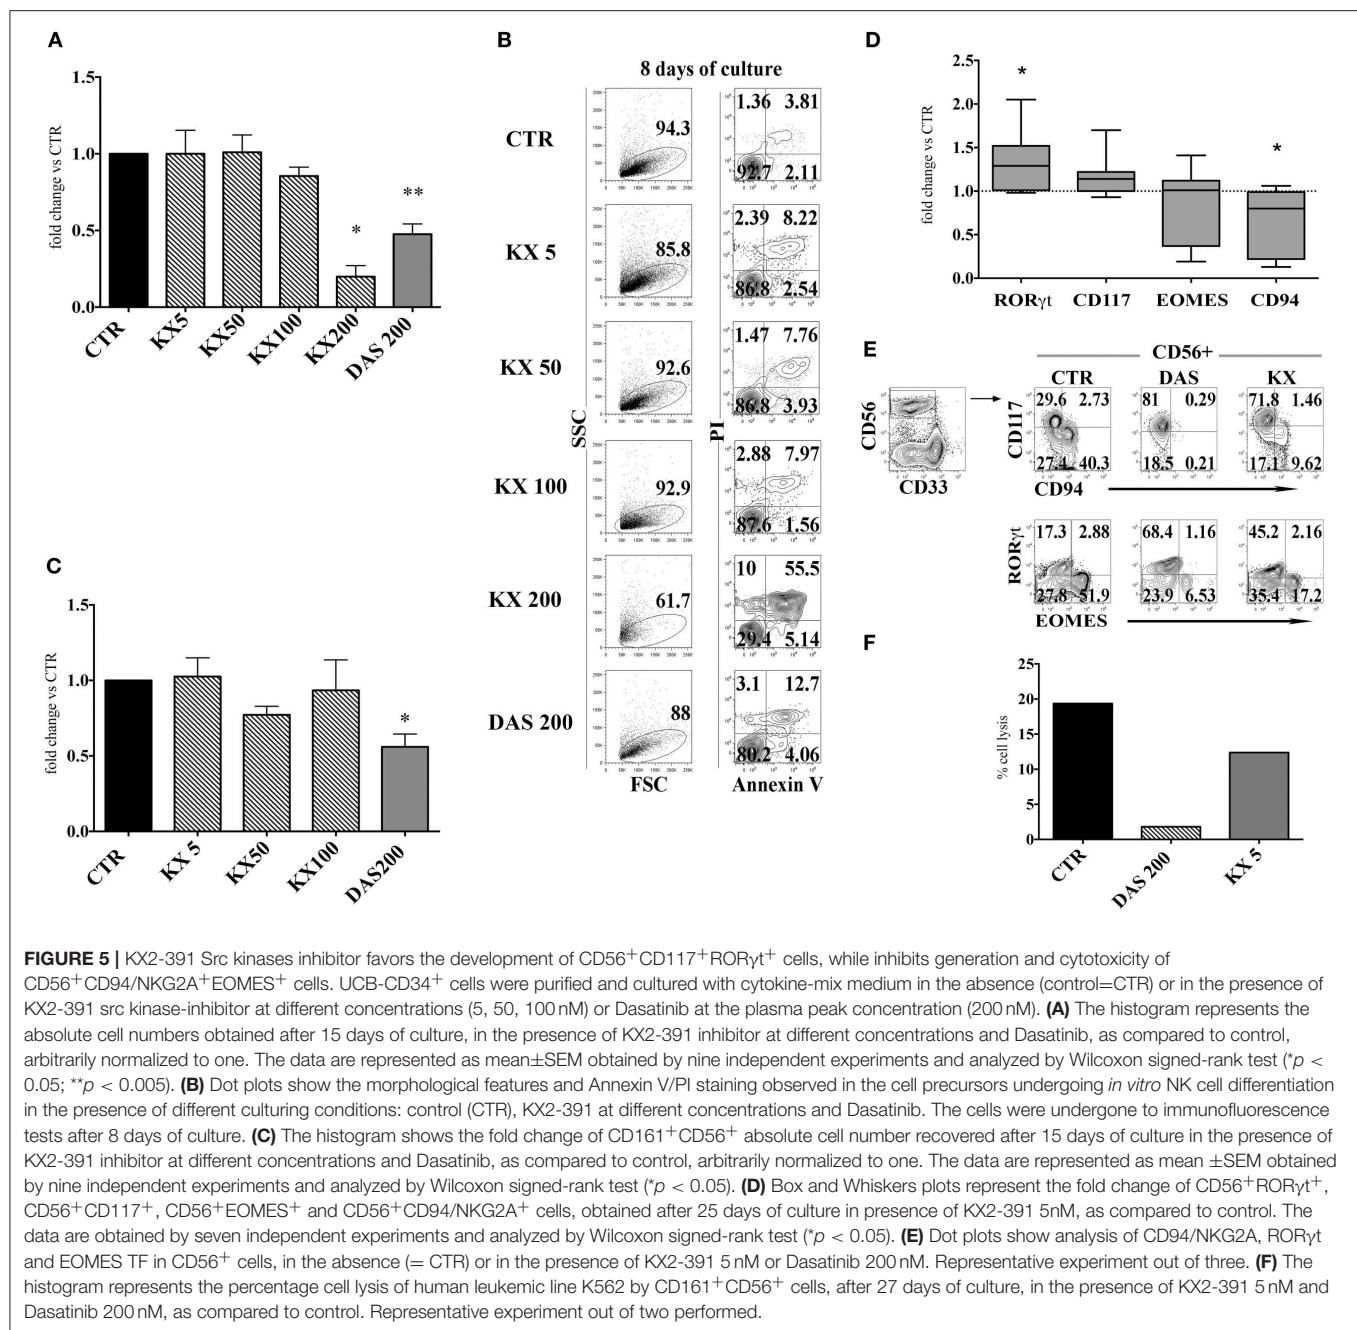 A
fold change vs CTR
1.5
1.0
0.5
0.0
*
**
CTR
KX5
KX50
KX100
KX200
DAS 200
B
8 days of culture
SSC
PI
CTR
94.3
1.36 3.81
92.7 2.11
KX 5
85.8
2.39 8.22
86.8 2.54
KX 50
92.6
1.47 7.76
86.8 3.93
KX 100
92.9
2.88 7.97
87.6 1.56
KX 200
61.7
10 55.5
29.4 5.14
DAS 200
88
3.1 12.7
80.2 4.06
FSC
Annexin V
C
fold change vs CTR
1.5
1.0
0.5
0.0
*
CTR
KX 5
KX50
KX100
DAS200
D
fold change vs CTR
2.5
2.0
1.5
1.0
0.5
0.0
*
*
RORγt CD117 EOMES CD94
E
CD56+
CTR DAS KX
CD56
CD33
CD117
29.6 2.73
27.4 40.3
81 0.29
18.5 0.21
71.8 1.46
17.1 9.62
CD94
RORγt
17.3 2.88
27.8 51.9
68.4 1.16
23.9 6.53
45.2 2.16
35.4 17.2
EOMES
F
% cell lysis
25
20
15
10
5
0
CTR
DAS 200
KX 5
FIGURE 5 | KX2-391 Src kinases inhibitor favors the development of CD56+CD117+RORγt+ cells, while inhibits generation and cytotoxicity of
CD56+CD94/NKG2A+EOMES+ cells. UCB-CD34+ cells were purified and cultured with cytokine-mix medium in the absence (control=CTR) or in the presence of
KX2-391 src kinase-inhibitor at different concentrations (5, 50, 100 nM) or Dasatinib at the plasma peak concentration (200 nM). (A) The histogram represents the
absolute cell numbers obtained after 15 days of culture, in the presence of KX2-391 inhibitor at different concentrations and Dasatinib, as compared to control,
arbitrarily normalized to one. The data are represented as mean±SEM obtained by nine independent experiments and analyzed by Wilcoxon signed-rank test (*p <
0.05; **p < 0.005). (B) Dot plots show the morphological features and Annexin V/PI staining observed in the cell precursors undergoing in vitro NK cell differentiation
in the presence of different culturing conditions: control (CTR), KX2-391 at different concentrations and Dasatinib. The cells were undergone to immunofluorescence
tests after 8 days of culture. (C) The histogram shows the fold change of CD161+CD56+ absolute cell number recovered after 15 days of culture in the presence of
KX2-391 inhibitor at different concentrations and Dasatinib, as compared to control, arbitrarily normalized to one. The data are represented as mean ±SEM obtained
by nine independent experiments and analyzed by Wilcoxon signed-rank test (*p < 0.05). (D) Box and Whiskers plots represent the fold change of CD56+RORγt+,
CD56+CD117+, CD56+EOMES+ and CD56+CD94/NKG2A+ cells, obtained after 25 days of culture in presence of KX2-391 5nM, as compared to control. The
data are obtained by seven independent experiments and analyzed by Wilcoxon signed-rank test (*p < 0.05). (E) Dot plots show analysis of CD94/NKG2A, RORγt
and EOMES TF in CD56+ cells, in the absence (= CTR) or in the presence of KX2-391 5 nM or Dasatinib 200 nM. Representative experiment out of three. (F) The
histogram represents the percentage cell lysis of human leukemic line K562 by CD161+CD56+ cells, after 27 days of culture, in the presence of KX2-391 5 nM and
Dasatinib 200 nM, as compared to control. Representative experiment out of two performed.